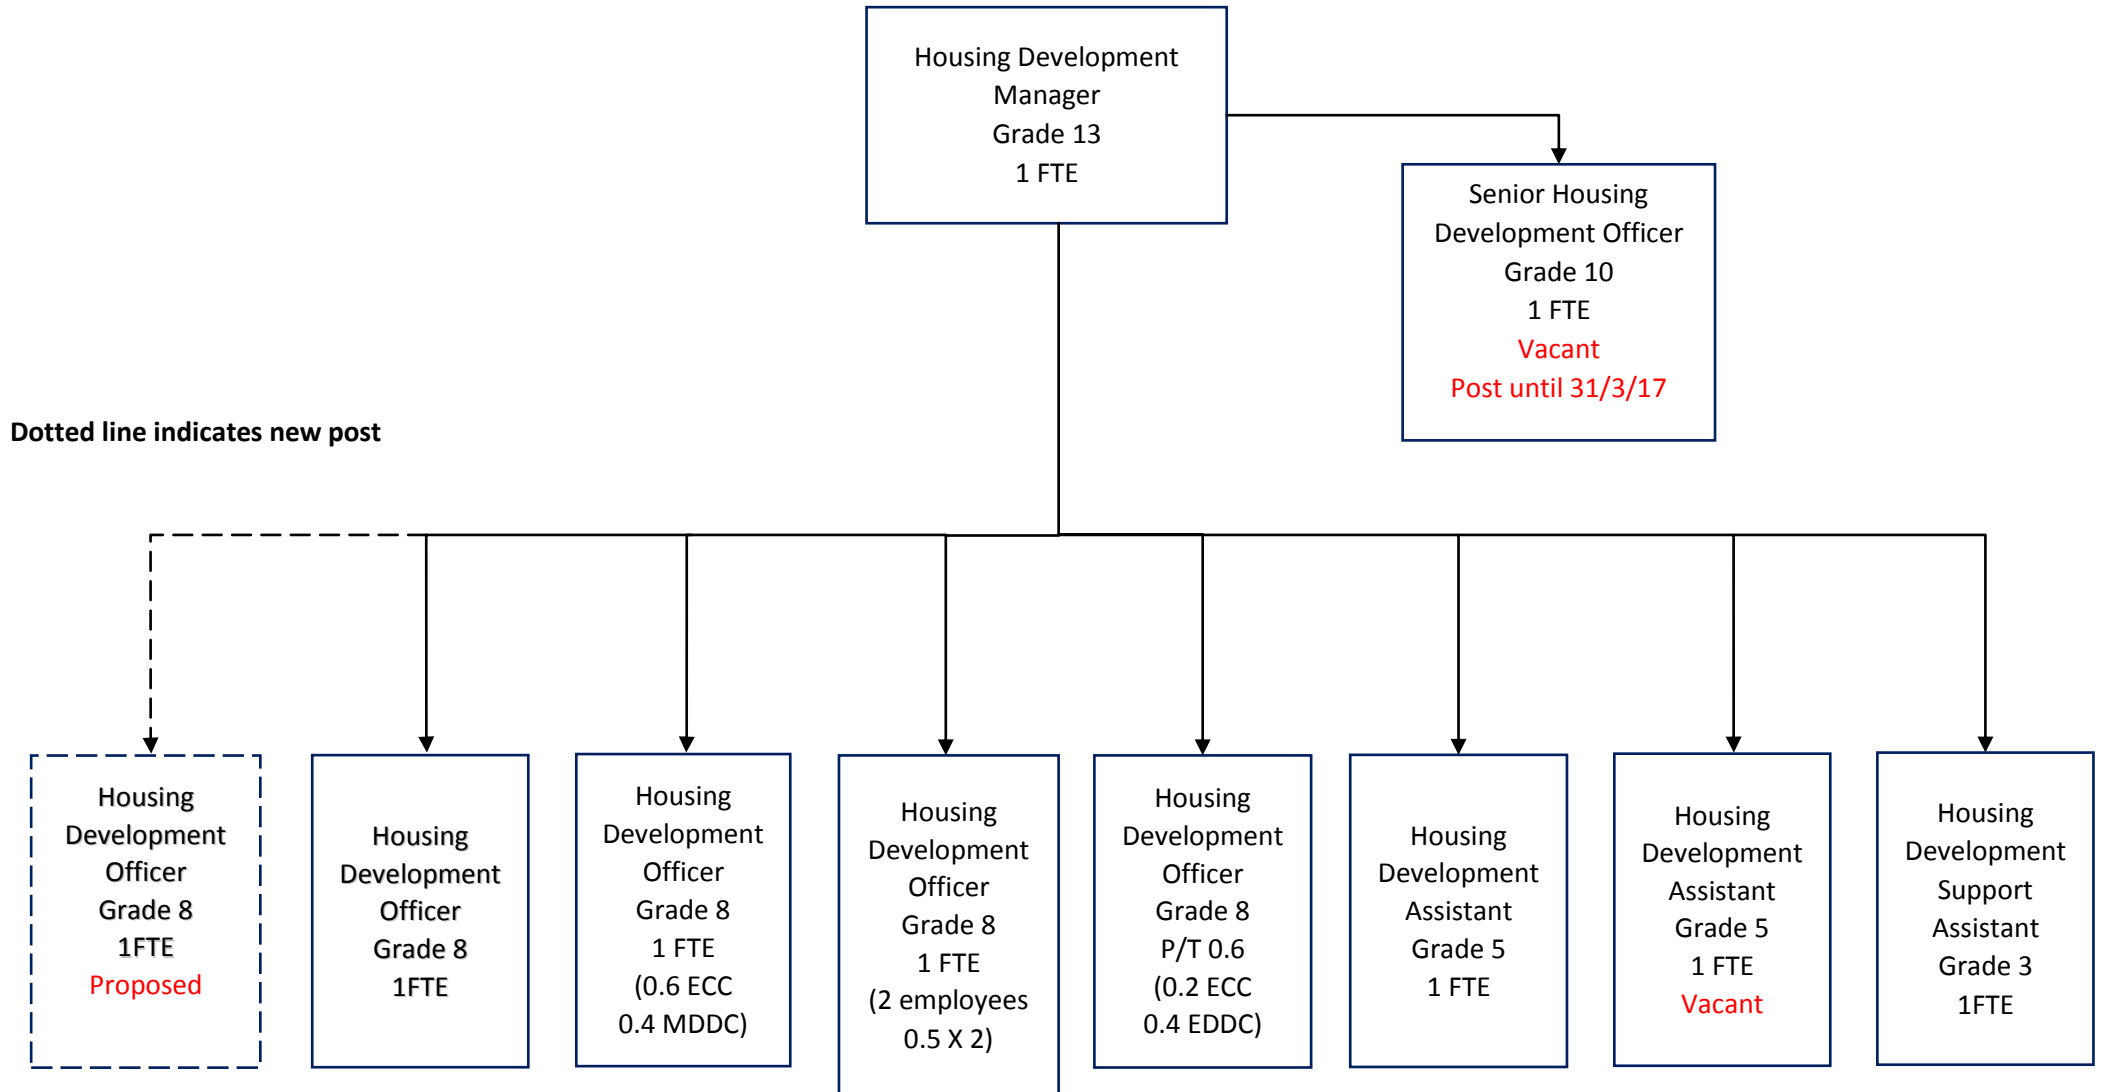 Housing Development
Manager
Grade 13
1 FTE
Senior Housing
Development Officer
Grade 10
1 FTE
Vacant
Post until 31/3/17
Dotted line indicates new post
Housing
Development
Officer
Grade 8
1FTE
Proposed
Housing
Development
Officer
Grade 8
1FTE
Housing
Development
Officer
Grade 8
1 FTE
(0.6 ECC
0.4 MDDC)
Housing
Development
Officer
Grade 8
1 FTE
(2 employees
0.5 X 2)
Housing
Development
Officer
Grade 8
P/T 0.6
(0.2 ECC
0.4 EDDC)
Housing
Development
Assistant
Grade 5
1 FTE
Housing
Development
Assistant
Grade 5
1 FTE
Vacant
Housing
Development
Support
Assistant
Grade 3
1FTE